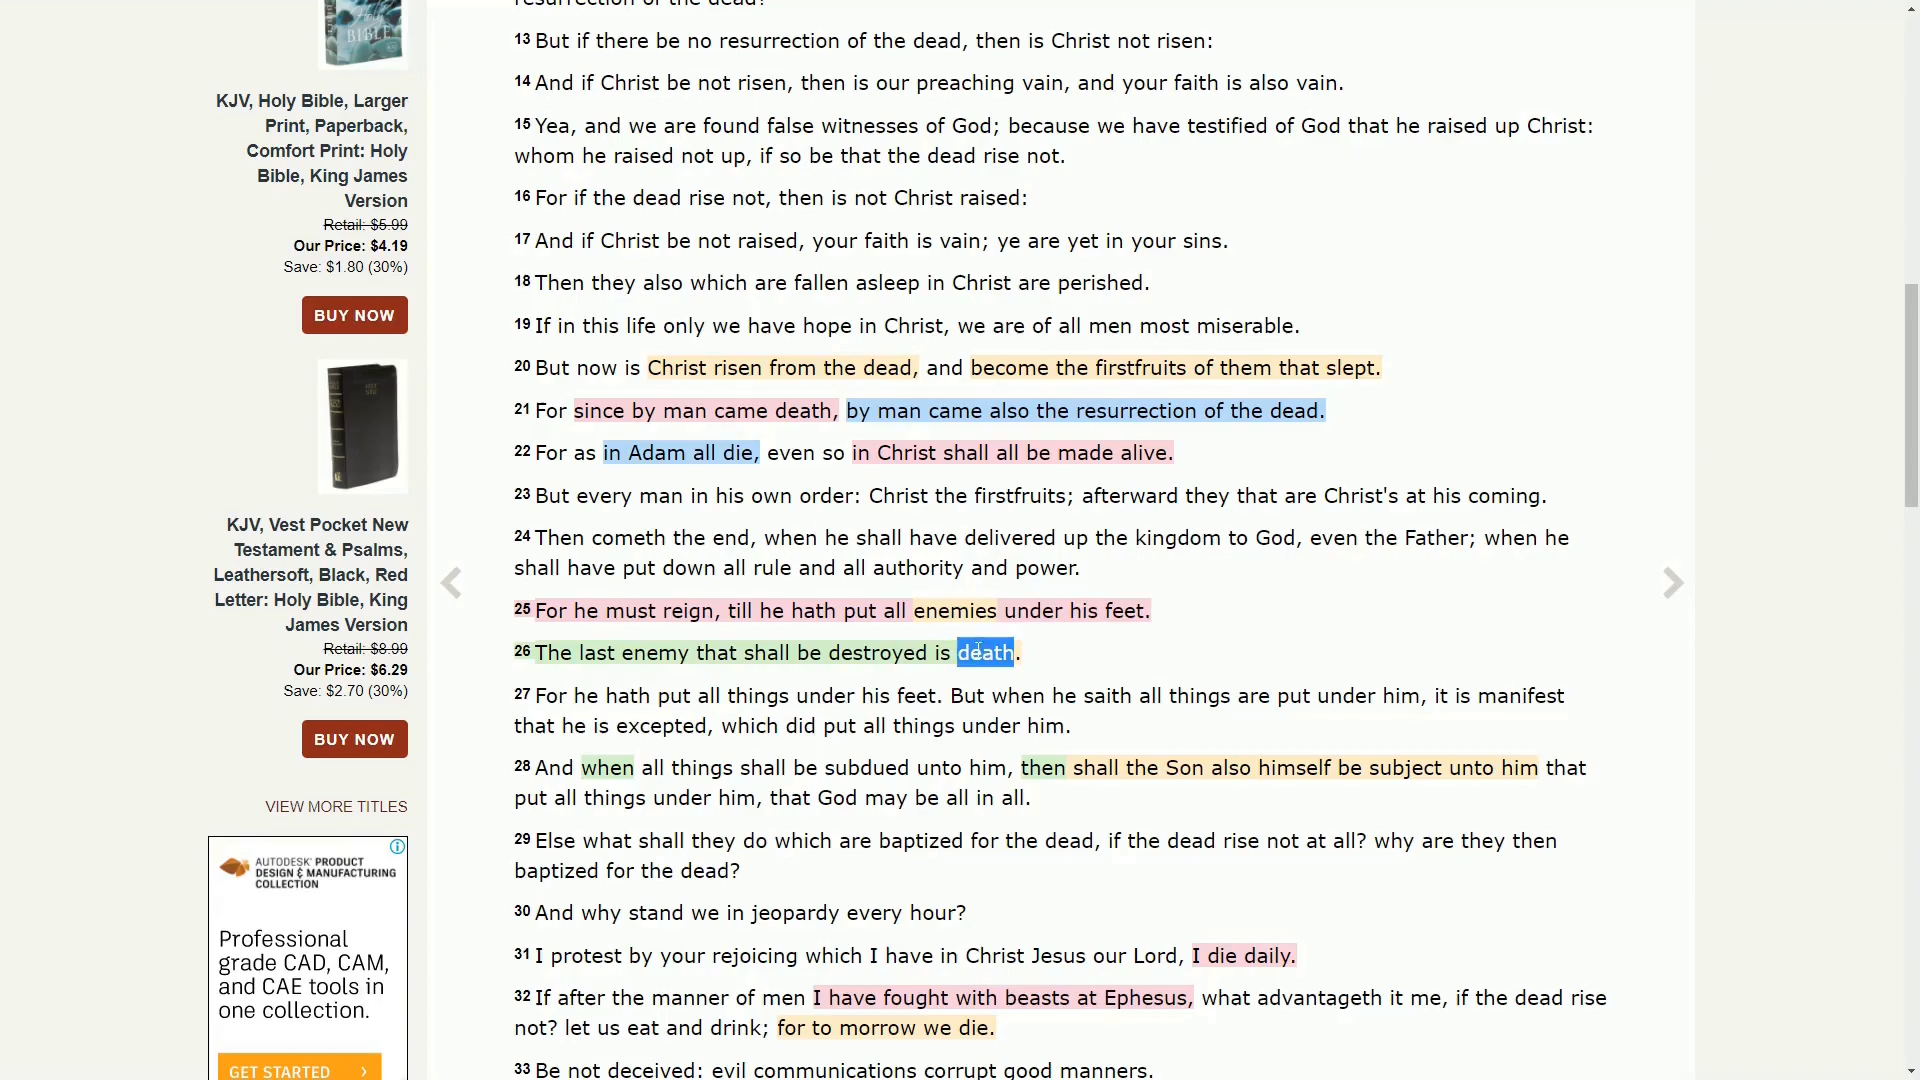 resurrection of the dead?
13 But if there be no resurrection of the dead, then is Christ not risen:
14 And if Christ be not risen, then is our preaching vain, and your faith is also vain.
15 Yea, and we are found false witnesses of God; because we have testified of God that he raised up Christ:
whom he raised not up, if so be that the dead rise not.
16 For if the dead rise not, then is not Christ raised:
17 And if Christ be not raised, your faith is vain; ye are yet in your sins.
18 Then they also which are fallen asleep in Christ are perished.
19 If in this life only we have hope in Christ, we are of all men most miserable.
20 But now is Christ risen from the dead, and become the firstfruits of them that slept.
21 For since by man came death, by man came also the resurrection of the dead.
22 For as in Adam all die, even so in Christ shall all be made alive.
23 But every man in his own order: Christ the firstfruits; afterward they that are Christ's at his coming.
24 Then cometh the end, when he shall have delivered up the kingdom to God, even the Father; when he
shall have put down all rule and all authority and power.
25 For he must reign, till he hath put all enemies under his feet.
26 The last enemy that shall be destroyed is death.
27 For he hath put all things under his feet. But when he saith all things are put under him, it is manifest
that he is excepted, which did put all things under him.
28 And when all things shall be subdued unto him, then shall the Son also himself be subject unto him that
put all things under him, that God may be all in all.
29 Else what shall they do which are baptized for the dead, if the dead rise not at all? why are they then
baptized for the dead?
30 And why stand we in jeopardy every hour?
31 I protest by your rejoicing which I have in Christ Jesus our Lord, I die daily.
32 If after the manner of men I have fought with beasts at Ephesus, what advantageth it me, if the dead rise
not? let us eat and drink; for to morrow we die.
33 Be not deceived: evil communications corrupt good manners.
Holy
BIBLE
KJV, Holy Bible, Larger
Print, Paperback,
Comfort Print: Holy
Bible, King James
Version
Retail: $5.99
Our Price: $4.19
Save: $1.80 (30%)
BUY NOW
KJV, Vest Pocket New
Testament & Psalms,
Leathersoft, Black, Red
Letter: Holy Bible, King
James Version
Retail: $8.99
Our Price: $6.29
Save: $2.70 (30%)
BUY NOW
VIEW MORE TITLES
AUTODESK® PRODUCT
DESIGN & MANUFACTURING
COLLECTION
Professional
grade CAD, CAM,
and CAE tools in
one collection.
GET STARTED